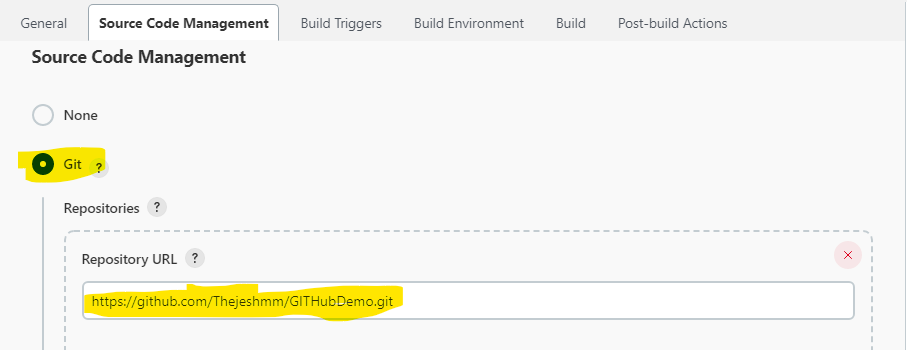 General Source Code Management Build Triggers Build Environment Build Post-build Actions
Source Code Management
None
Git ?
Repositories ?
Repository URL ?
https://github.com/Thejeshmm/GITHubDemo.git